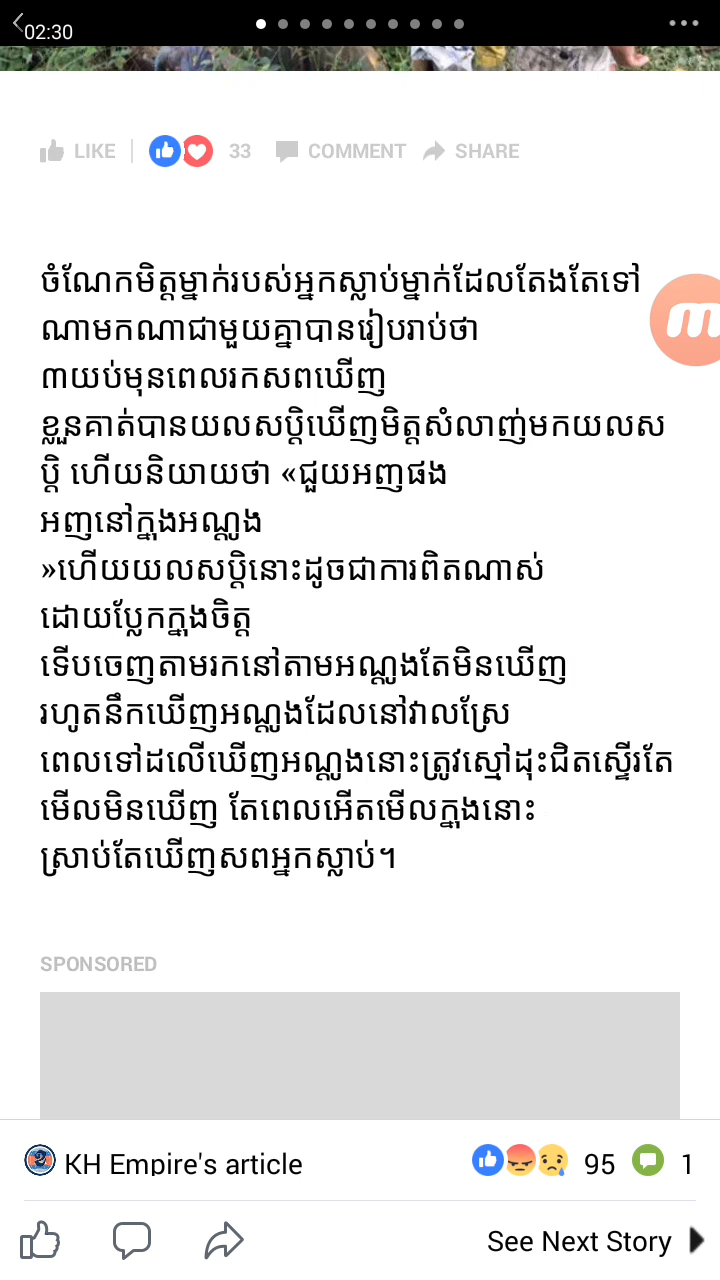 02:30
LIKE
33
COMMENT
SHARE
ចំណែកមិត្តម្នាក់របស់អ្នកស្លាប់ម្នាក់ដែលតែងតែទៅ
ណាមកណាជាមួយគ្នាបានរៀបរាប់ថា
៣យប់មុនពេលរកសពឃើញ
ខ្លួនគាត់បានយលសប្តិឃើញមិត្តសំលាញ់មកយលស
ប្តិ ហើយនិយាយថា «ជួយអញផង
អញនៅក្នុងអណ្តូង
»ហើយយលសប្តិនោះដូចជាការពិតណាស់
ដោយប្លែកក្នុងចិត្ត
ទើបចេញតាមរកនៅតាមអណ្តូងតែមិនឃើញ
រហូតនឹកឃើញអណ្តូងដែលនៅវាលស្រែ
ពេលទៅដលើឃើញអណ្តូងនោះត្រូវស្មៅដុះជិតស្ទើរតែ
មើលមិនឃើញ តែពេលអើតមើលក្នុងនោះ
ស្រាប់តែឃើញសពអ្នកស្លាប់។
SPONSORED
KH Empire's article
95
1
See Next Story